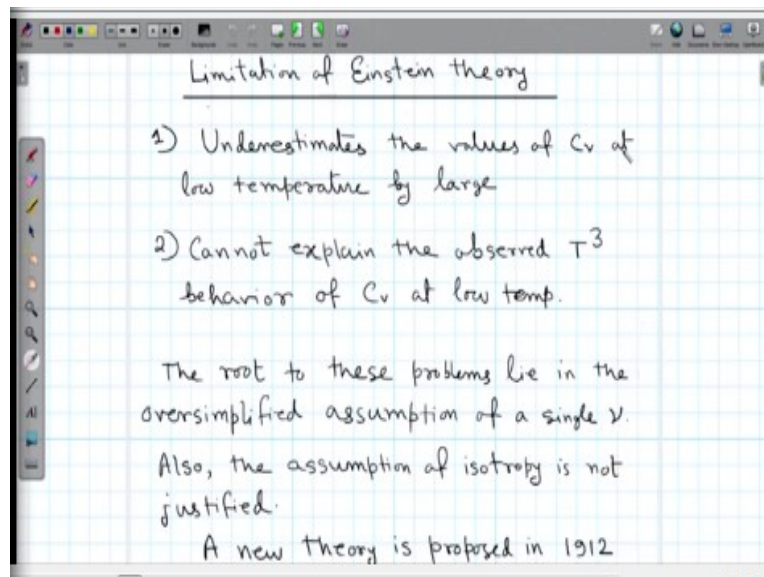 Limitation of Einstein theory
1) Underestimates the values of Cv at
low temperature by large
2) Cannot explain the observed T³
behavior of Cv at low temp.
The root to these problems lie in the
oversimplified assumption of a single ν.
Also, the assumption of isotropy is not
justified.
A new theory is proposed in 1912